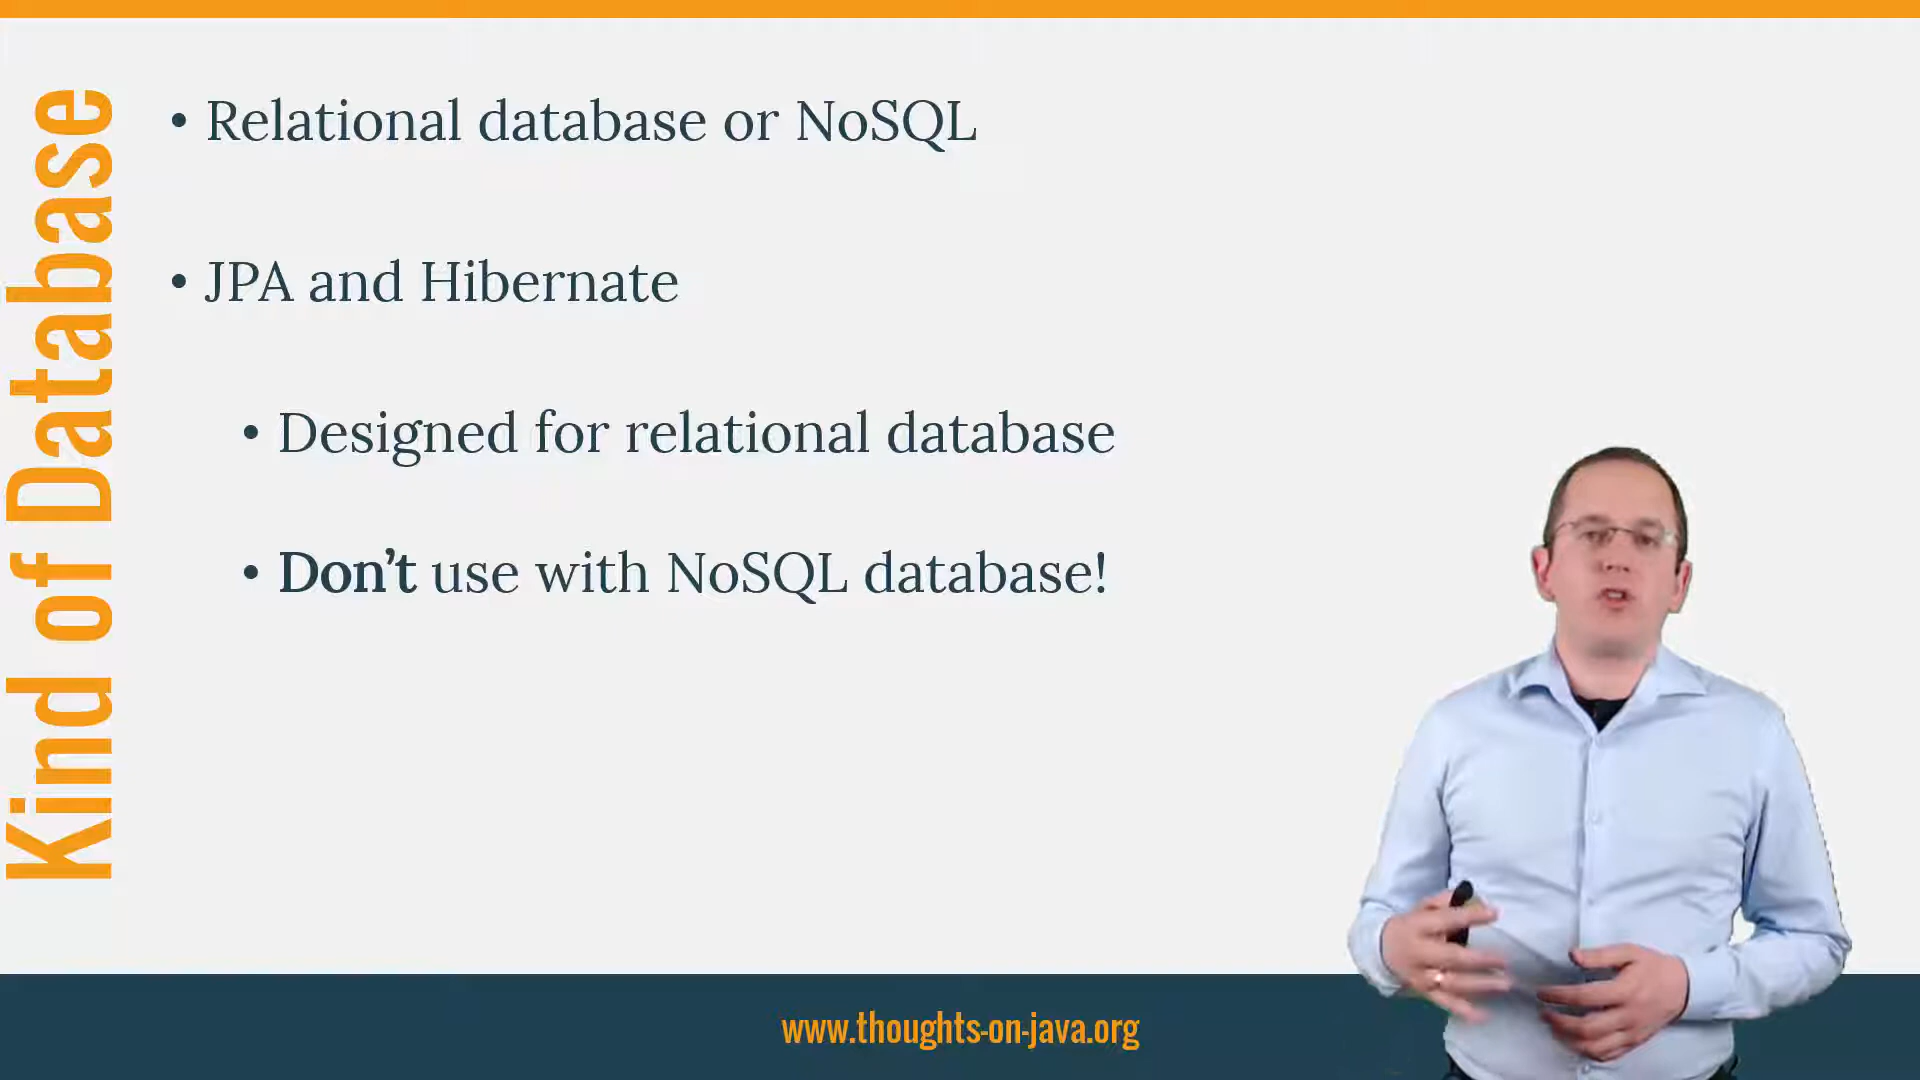 Kind of Database
• Relational database or NoSQL
• JPA and Hibernate
• Designed for relational database
• Don’t use with NoSQL database!
www.thoughts-on-java.org